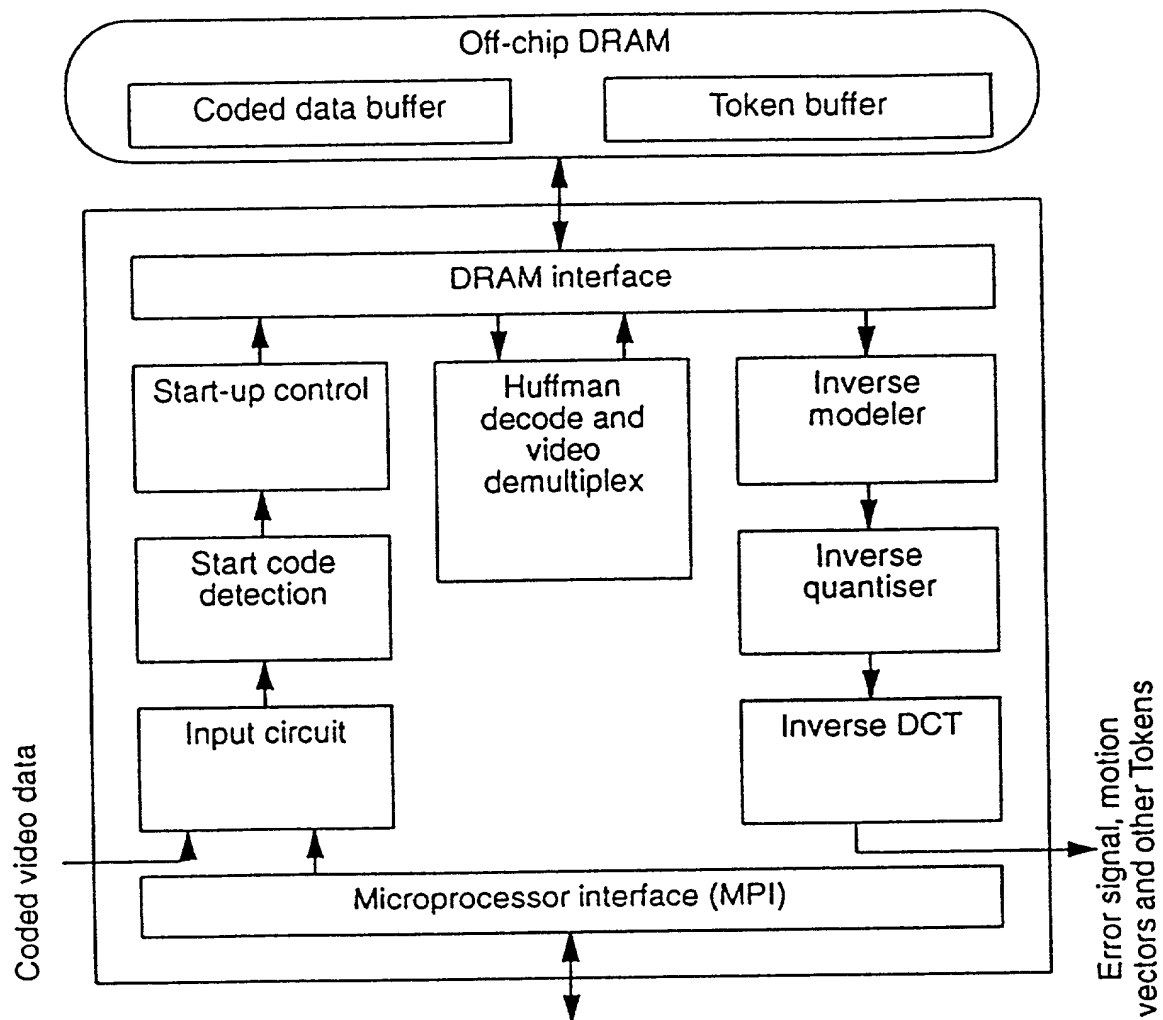 Off-chip DRAM
Coded data buffer
Token buffer
DRAM interface
Start-up control
Huffman
decode and
video
demultiplex
Inverse
modeler
Start code
detection
Inverse
quantiser
Input circuit
Inverse DCT
Microprocessor interface (MPI)
Coded video data
Error signal, motion
vectors and other Tokens